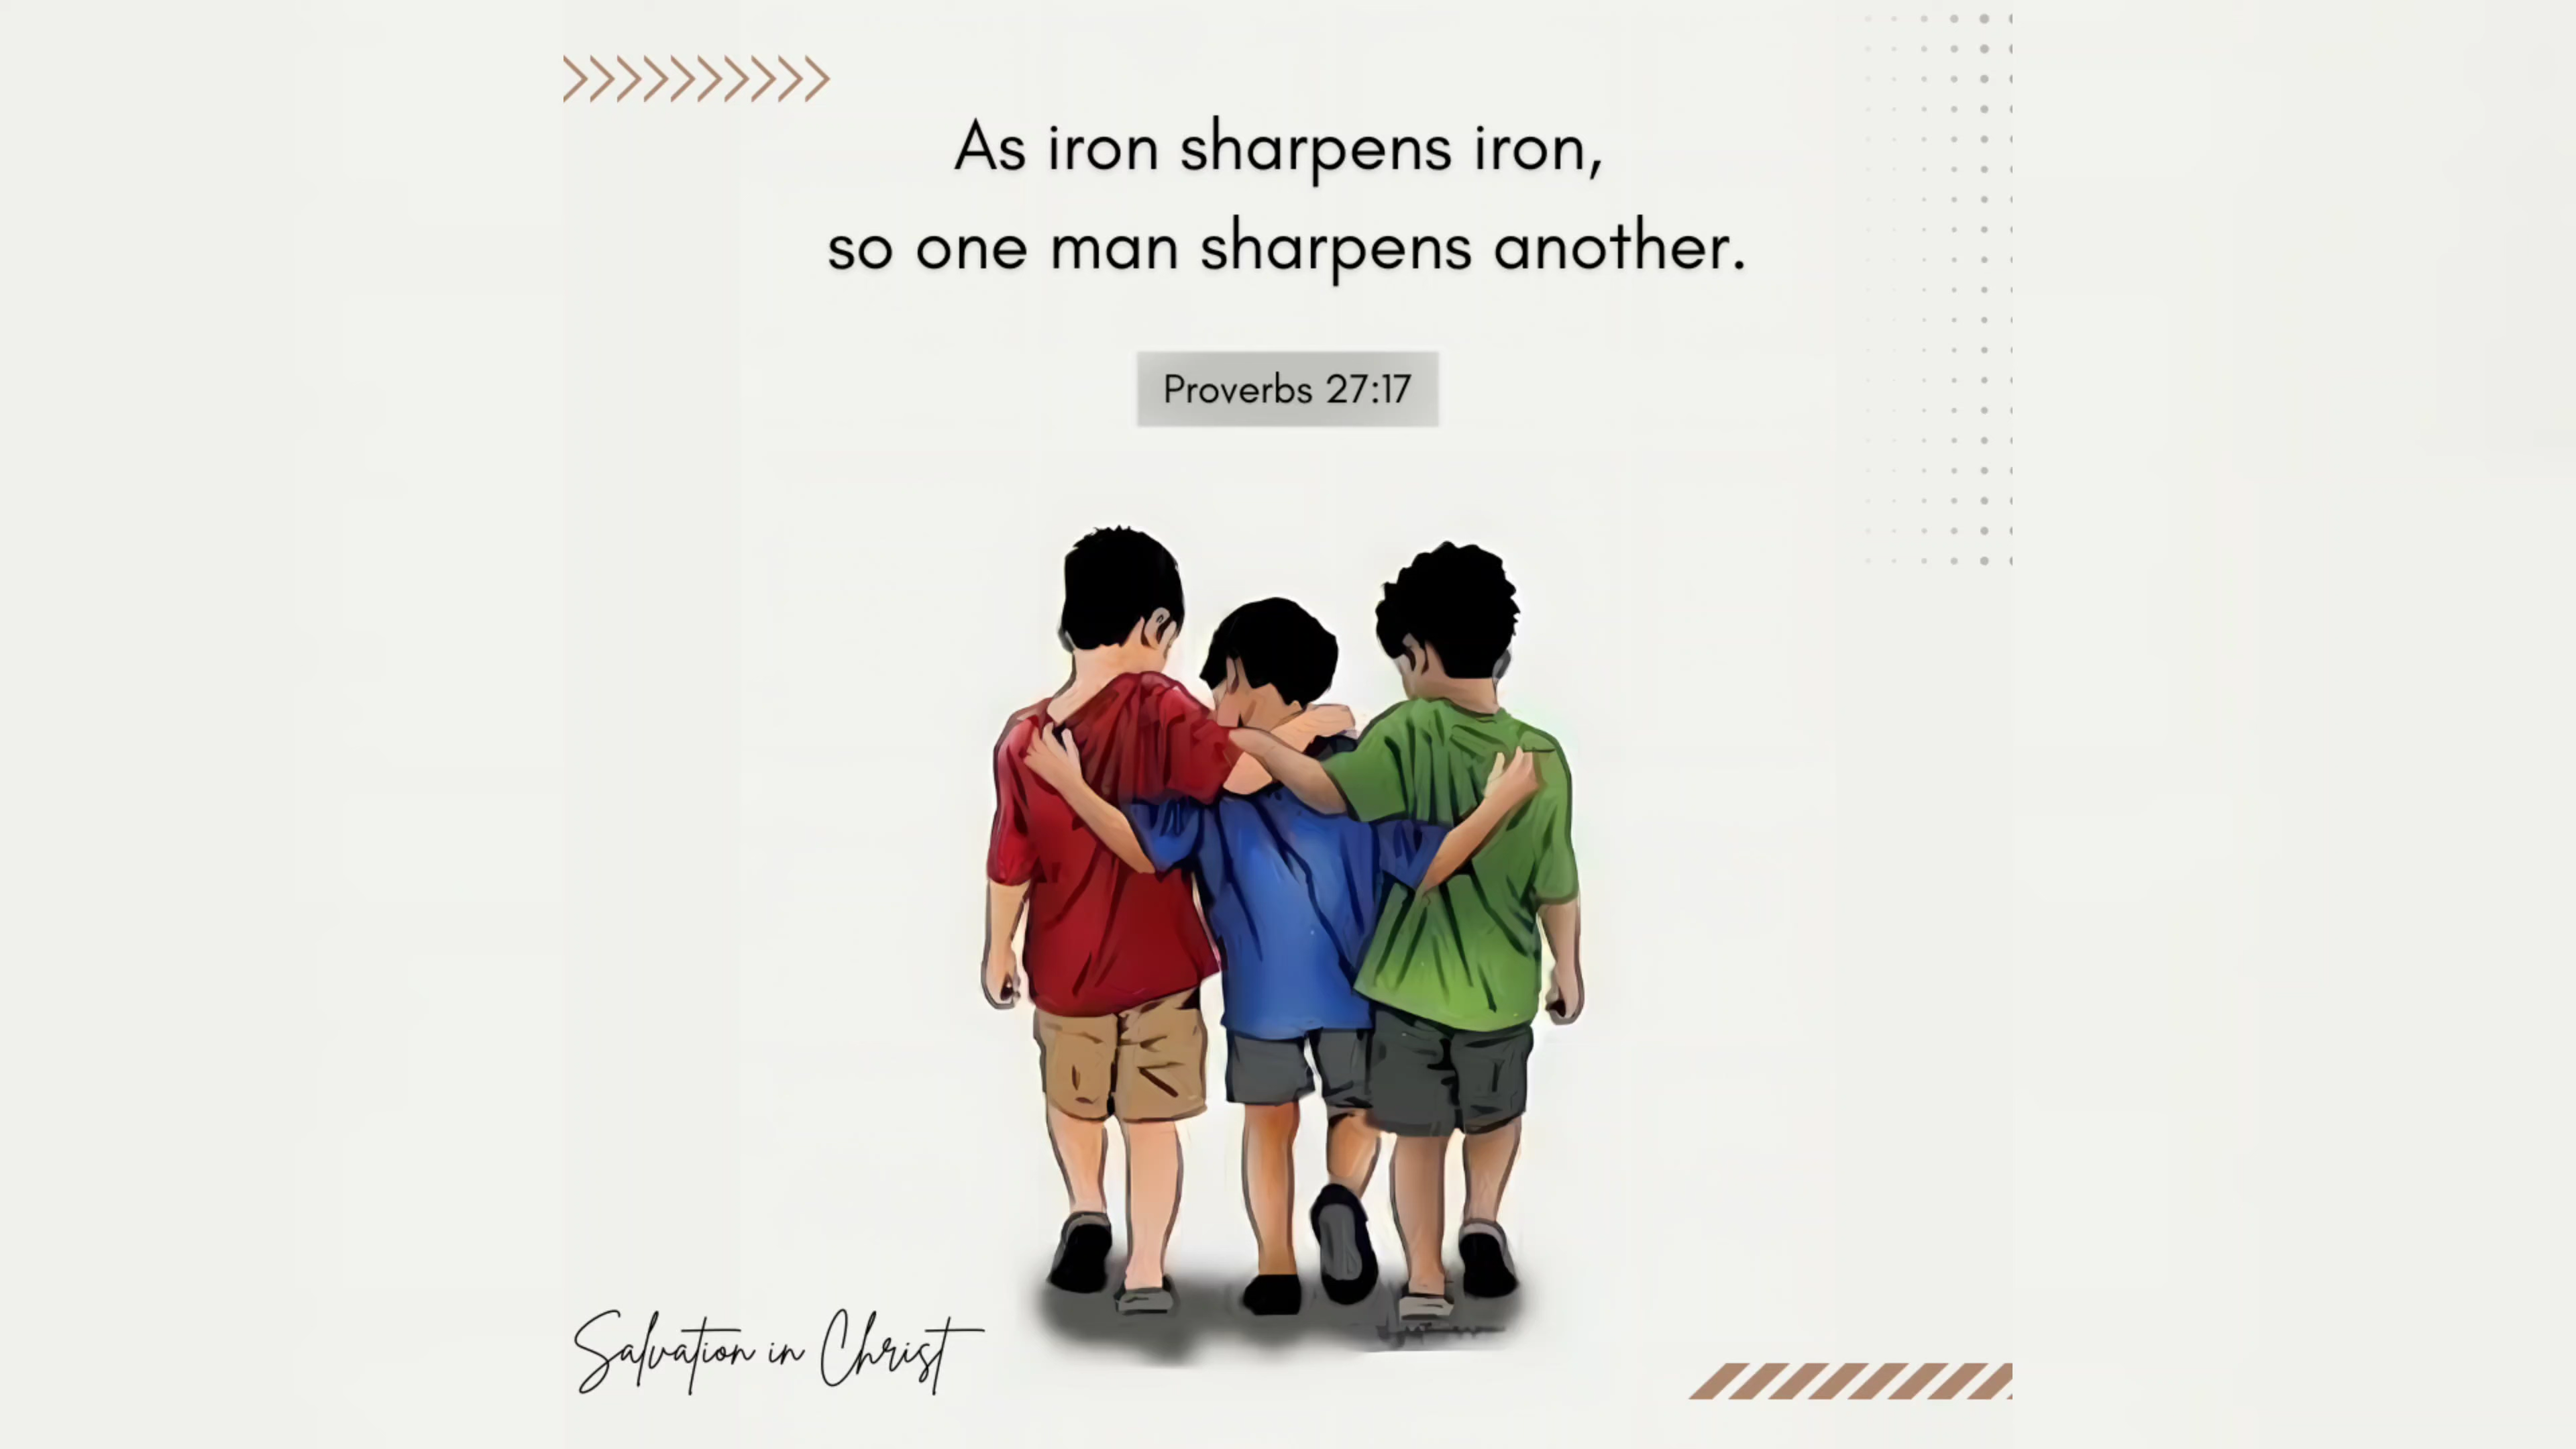 As iron sharpens iron,
so one man sharpens another.
Proverbs 27:17
Salvation in Christ